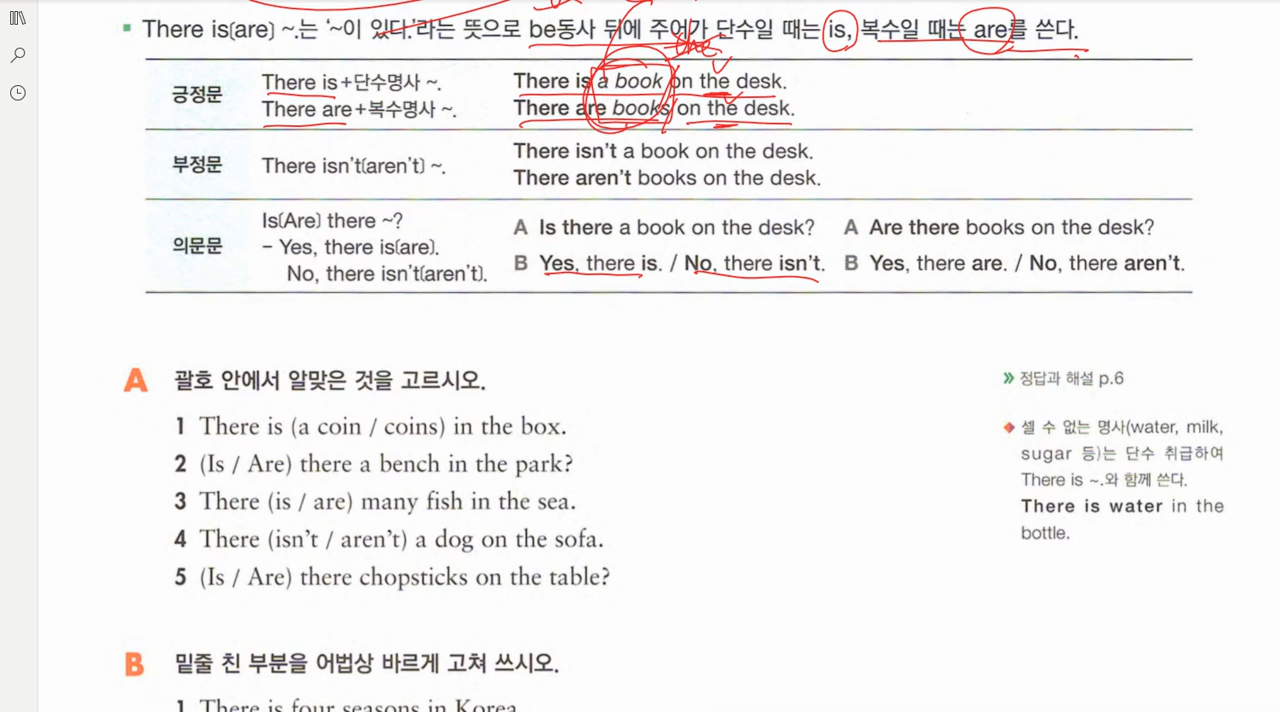 There is(are) ~.는 ‘~이 있다.’라는 뜻으로 be동사 뒤에 주어가 단수일 때는 is, 복수일 때는 are를 쓴다.
긍정문
There is+단수명사 ~.
There are+복수명사 ~.
There is a book on the desk.
There are books on the desk.
부정문
There isn't(aren't) ~.
There isn't a book on the desk.
There aren't books on the desk.
의문문
Is(Are) there ~?
– Yes, there is(are).
No, there isn't(aren't).
A Is there a book on the desk?
B Yes, there is. / No, there isn't.
A Are there books on the desk?
B Yes, there are. / No, there aren't.
A 괄호 안에서 알맞은 것을 고르시오.
1 There is (a coin / coins) in the box.
2 (Is / Are) there a bench in the park?
3 There (is / are) many fish in the sea.
4 There (isn't / aren't) a dog on the sofa.
5 (Is / Are) there chopsticks on the table?
» 정답과 해설 p.6
셀 수 없는 명사(water, milk,
sugar 등)는 단수 취급하여
There is ~.와 함께 쓴다.
There is water in the
bottle.
B 밑줄 친 부분을 어법상 바르게 고쳐 쓰시오.
1 There is four seasons in Korea.